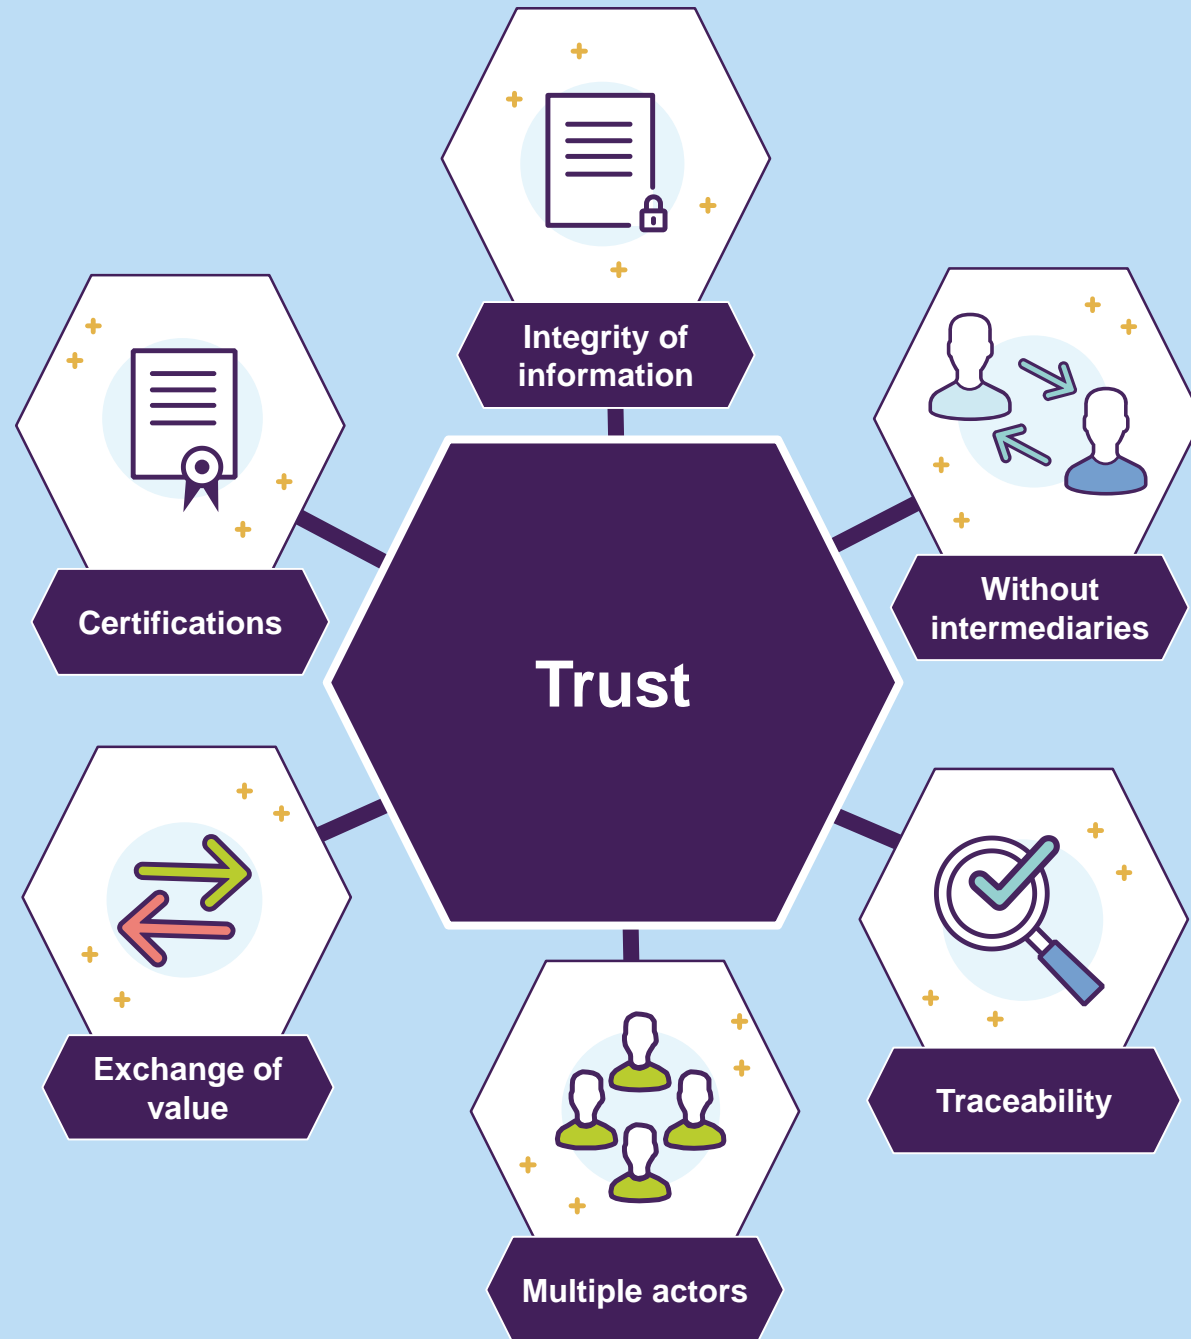 Integrity of
information
Without
intermediaries
Certifications
Trust
Exchange of
value
Traceability
Multiple actors